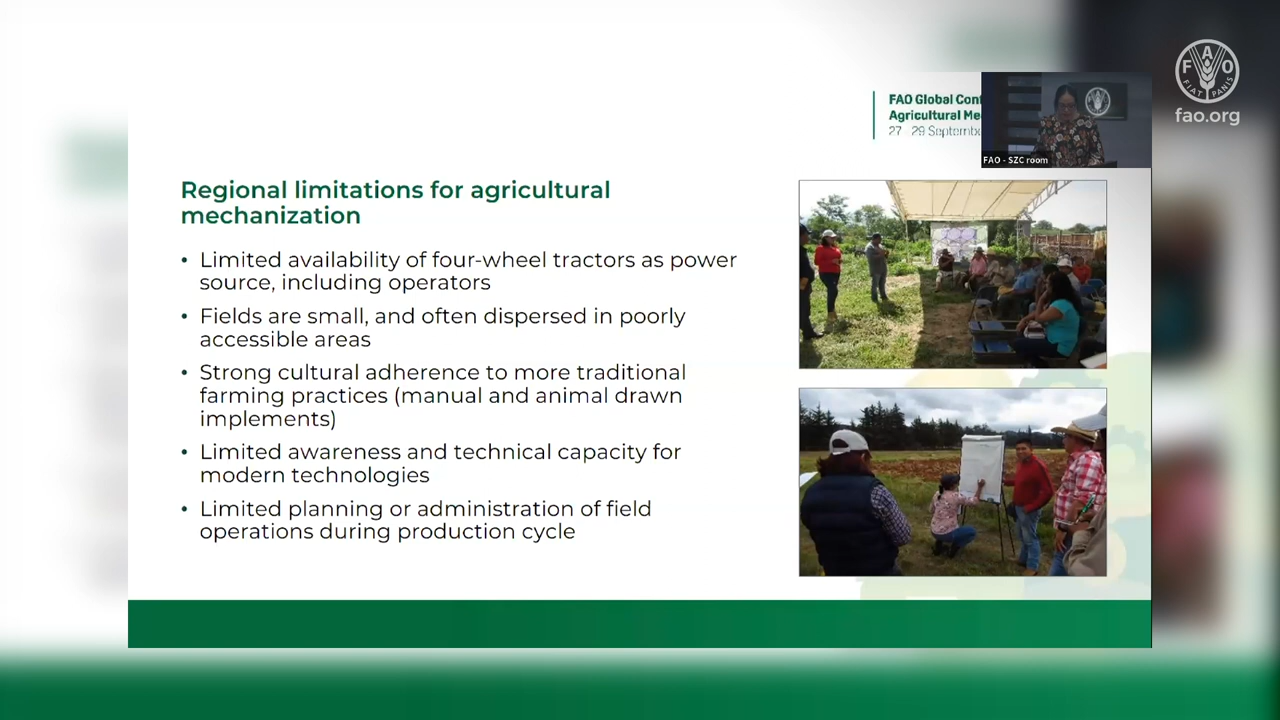 FAO Global Con
Agricultural Me
27 29 Septemb
FAO - SZC room
F A O
FIAT PANIS
fao.org
Regional limitations for agricultural
mechanization
• Limited availability of four-wheel tractors as power
source, including operators
• Fields are small, and often dispersed in poorly
accessible areas
• Strong cultural adherence to more traditional
farming practices (manual and animal drawn
implements)
• Limited awareness and technical capacity for
modern technologies
• Limited planning or administration of field
operations during production cycle